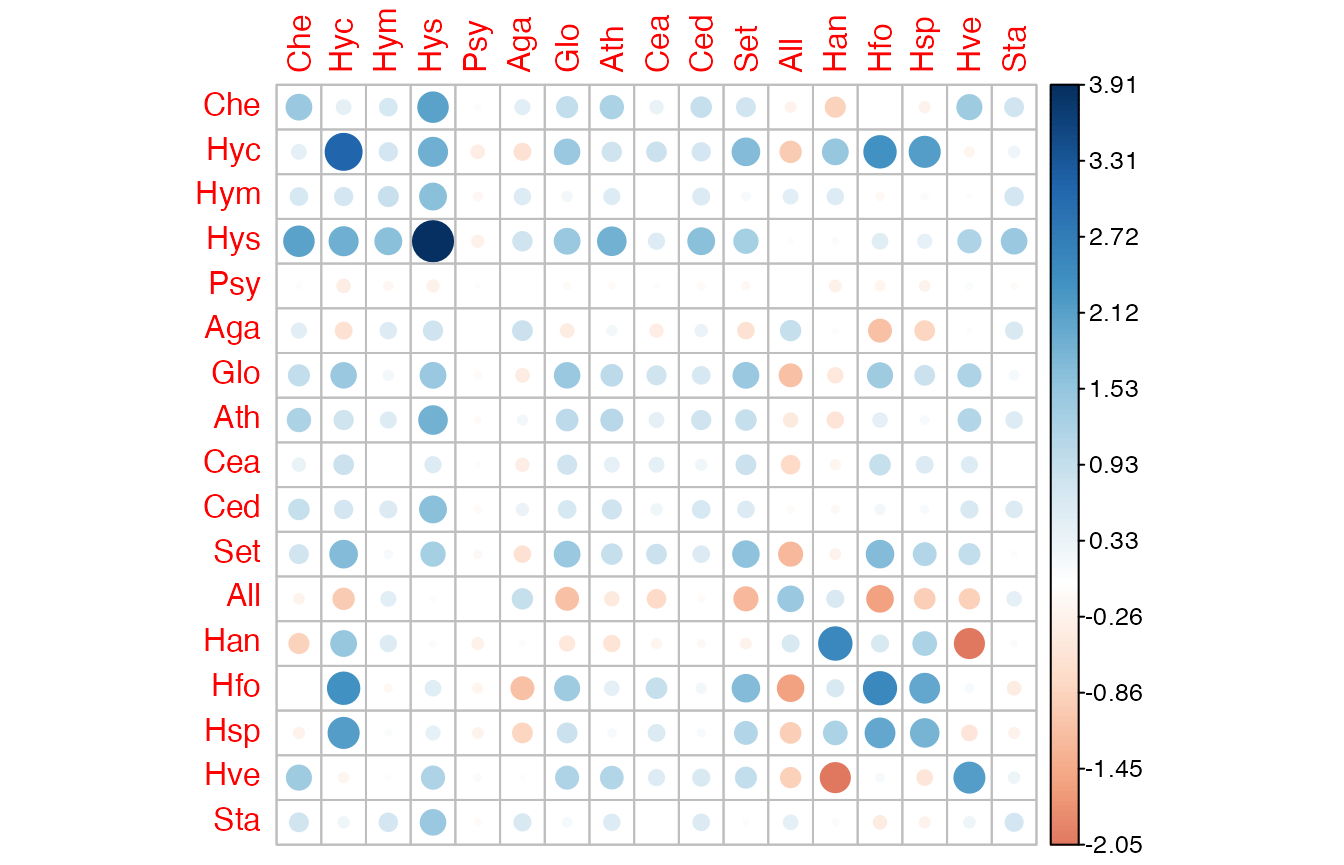 Che Hyc Hym Hys Psy Aga Glo Ath Cea Ced Set All Han Hfo Hsp Hve Sta
Che
Hyc
Hym
Hys
Psy
Aga
Glo
Ath
Cea
Ced
Set
All
Han
Hfo
Hsp
Hve
Sta
3.91
3.31
2.72
2.12
1.53
0.93
0.33
-0.26
-0.86
-1.45
-2.05